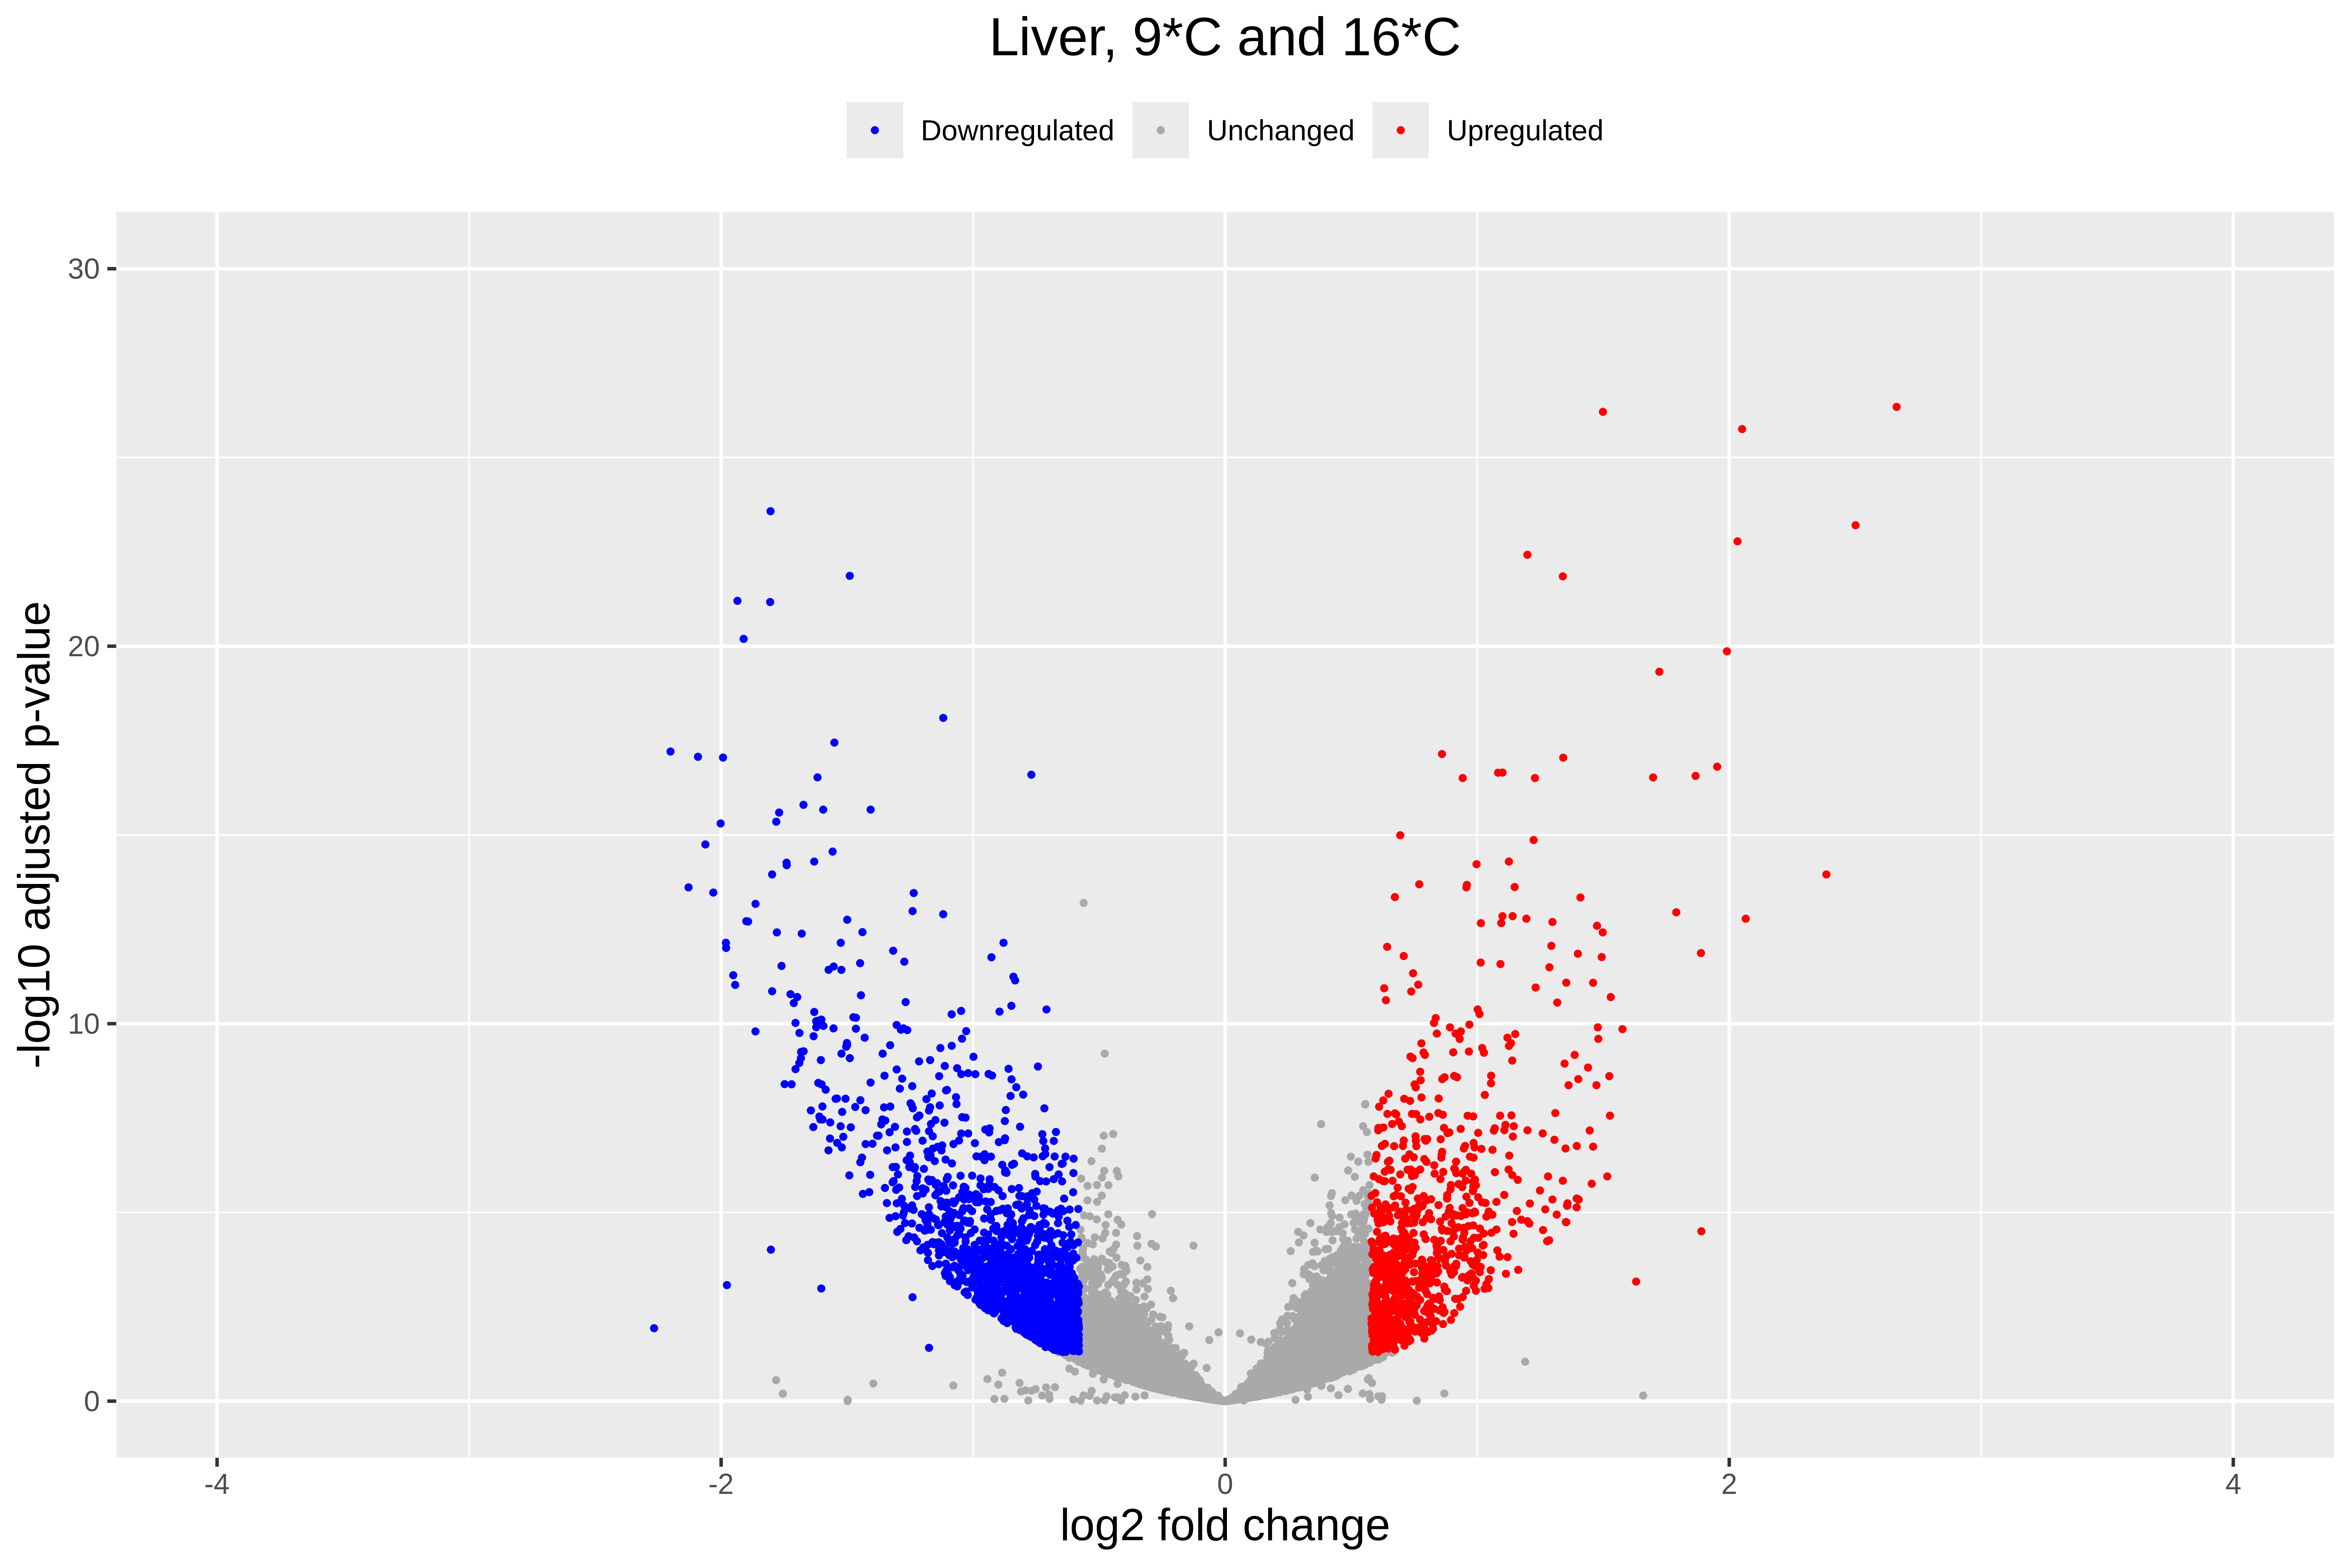 Liver, 9*C and 16*C
Downregulated
Unchanged
Upregulated
-log10 adjusted p-value
30
20
10
0
-4
-2
0
2
4
log2 fold change